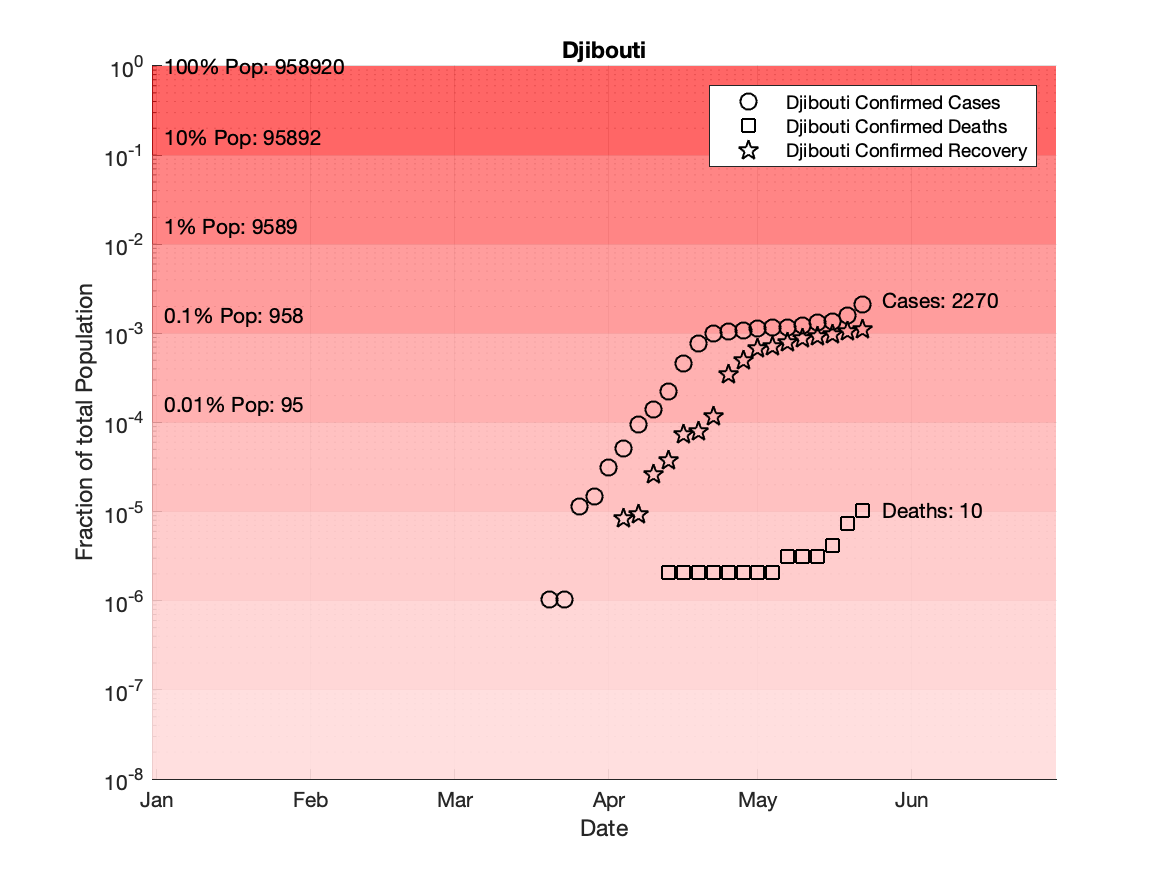 Djibouti
10^0
100% Pop: 958920
Djibouti Confirmed Cases
Djibouti Confirmed Deaths
Djibouti Confirmed Recovery
10% Pop: 95892
10^-1
1% Pop: 9589
10^-2
Cases: 2270
0.1% Pop: 958
10^-3
0.01% Pop: 95
10^-4
10^-5
Deaths: 10
10^-6
10^-7
10^-8
Fraction of total Population
Jan Feb Mar Apr May Jun
Date